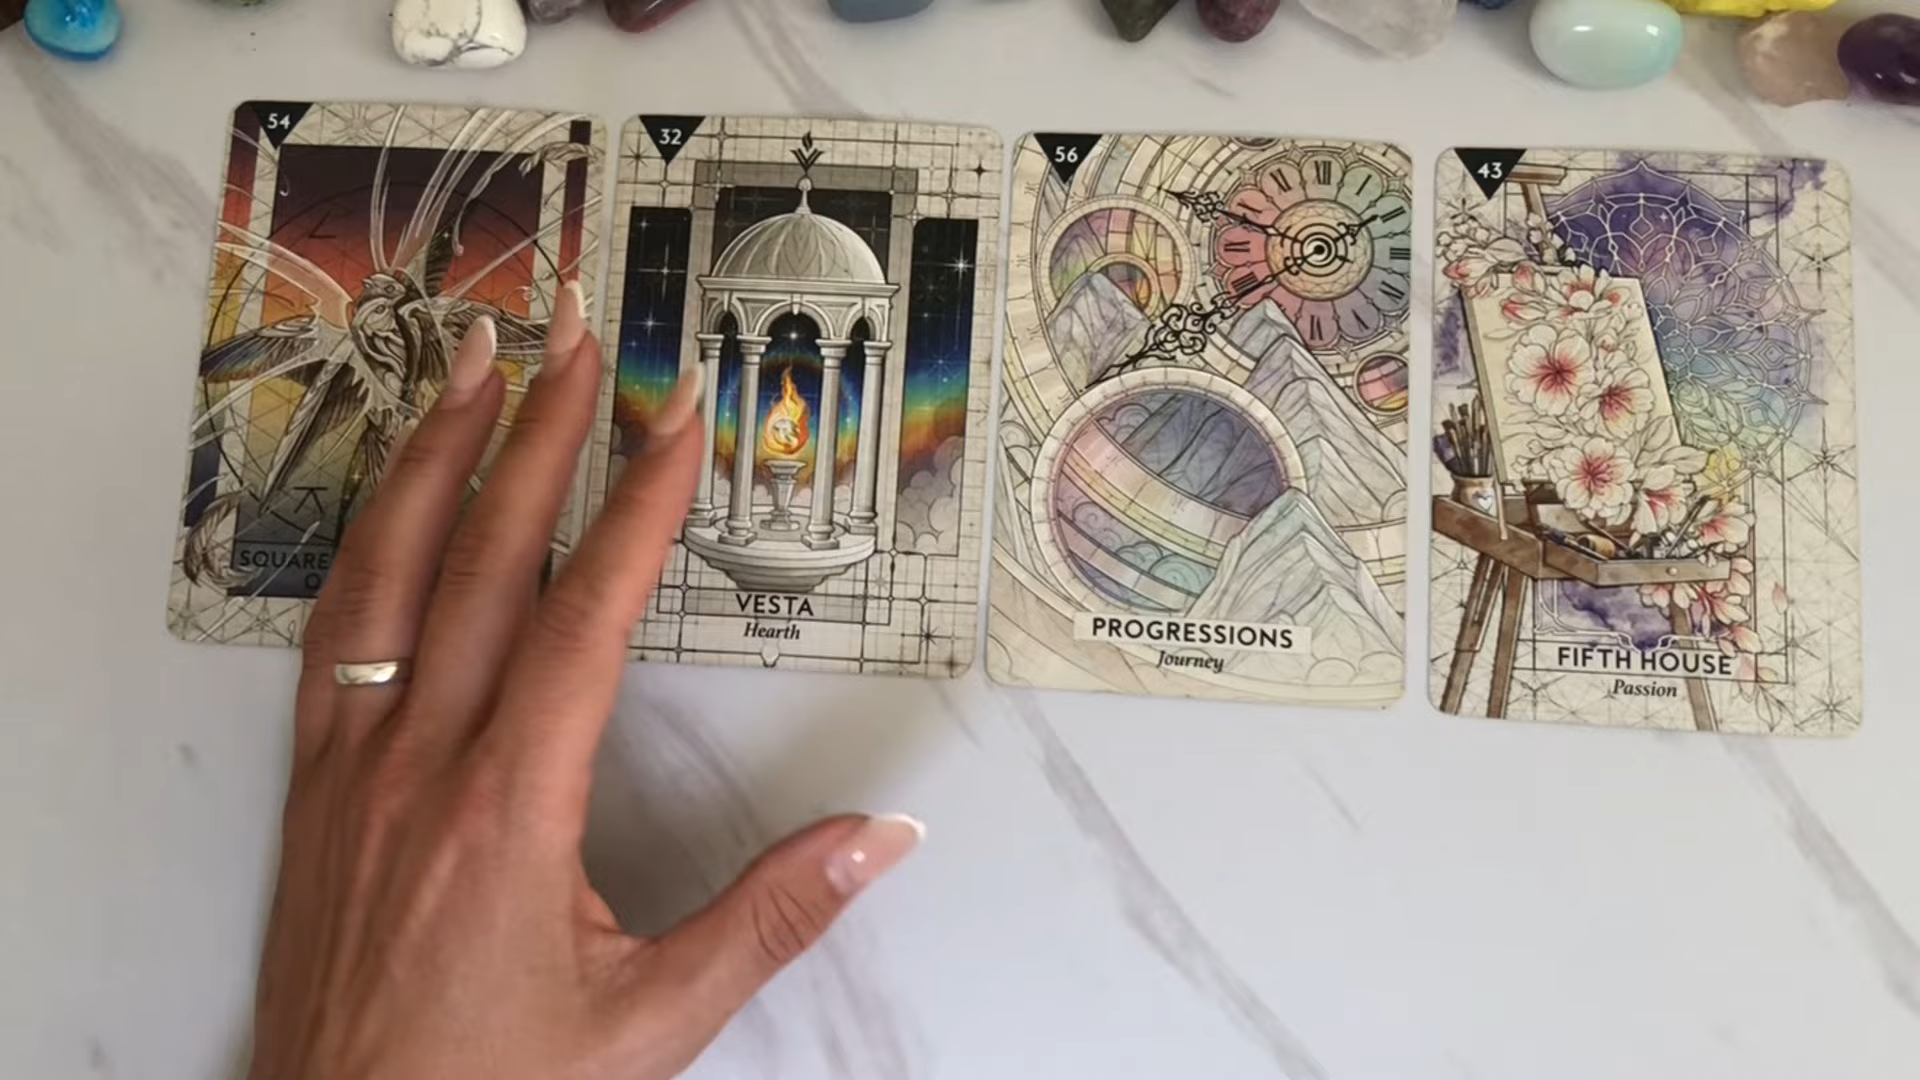 54
SQUARE
32
VESTA
Hearth
56
PROGRESSIONS
Journey
43
FIFTH HOUSE
Passion